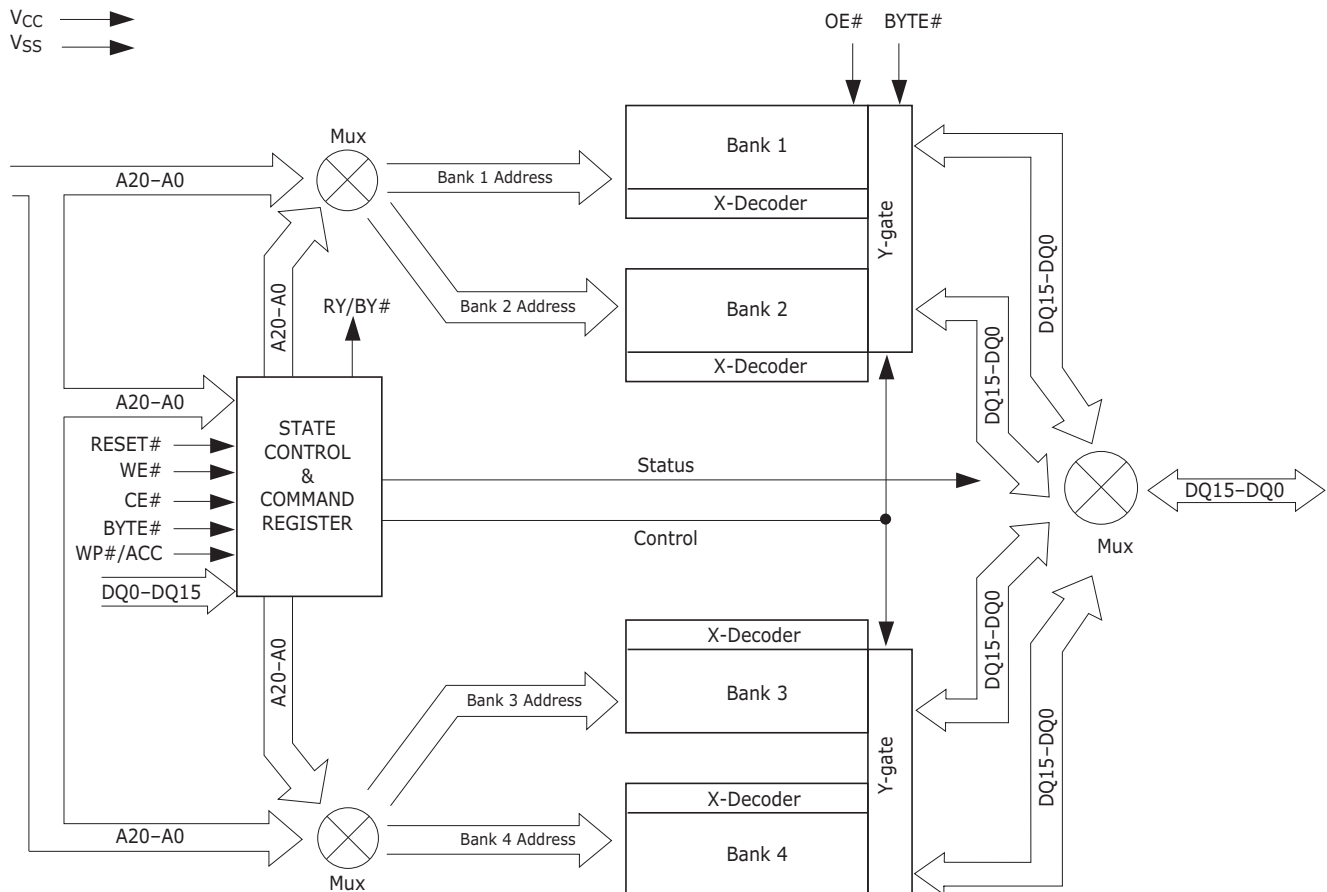 VCC
VSS
OE# BYTE#
Mux
Bank 1
A20–A0
Bank 1 Address
X-Decoder
Y-gate
DQ15–DQ0
Bank 2 Address
Bank 2
RY/BY#
A20–A0
X-Decoder
DQ15–DQ0
A20–A0
RESET#
WE#
CE#
BYTE#
WP#/ACC
DQ0–DQ15
STATE
CONTROL
&
COMMAND
REGISTER
Status
Control
DQ15–DQ0
Mux
A20–A0
DQ15–DQ0
X-Decoder
Bank 3 Address
Bank 3
Y-gate
DQ15–DQ0
X-Decoder
A20–A0
Bank 4 Address
Bank 4
Mux